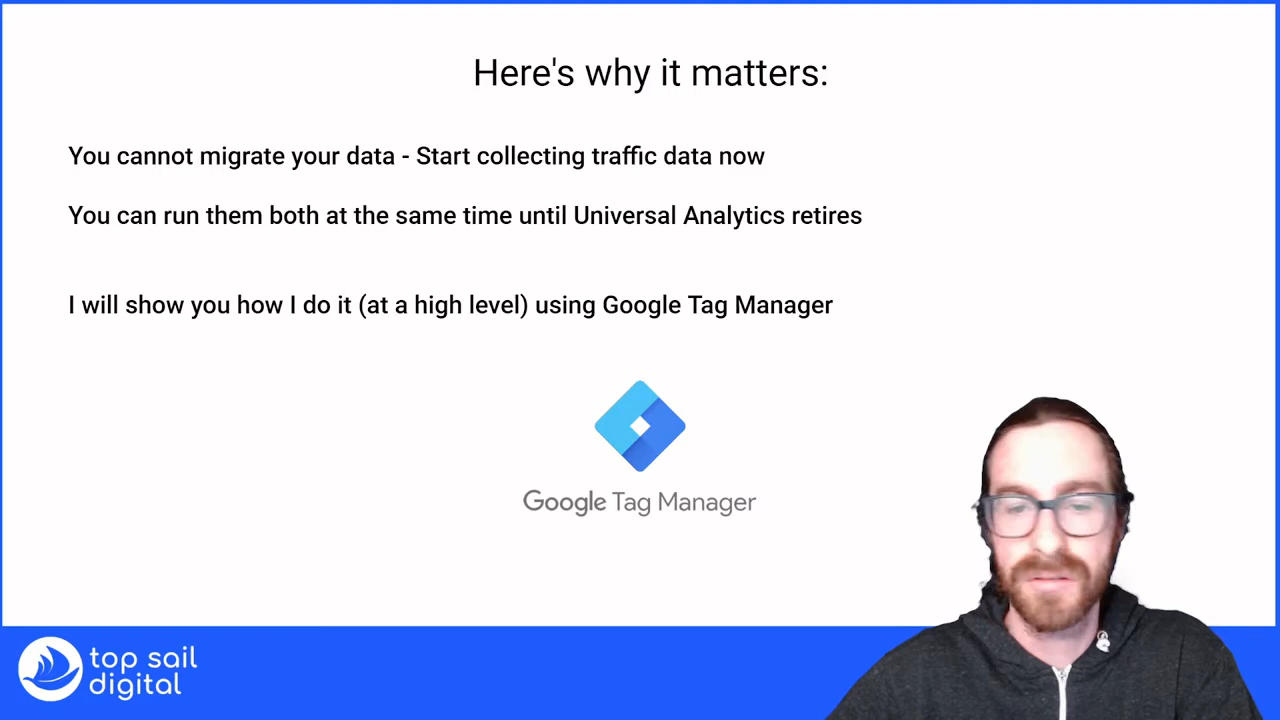 Here's why it matters:
You cannot migrate your data - Start collecting traffic data now
You can run them both at the same time until Universal Analytics retires
I will show you how I do it (at a high level) using Google Tag Manager
Google Tag Manager
top sail
digital